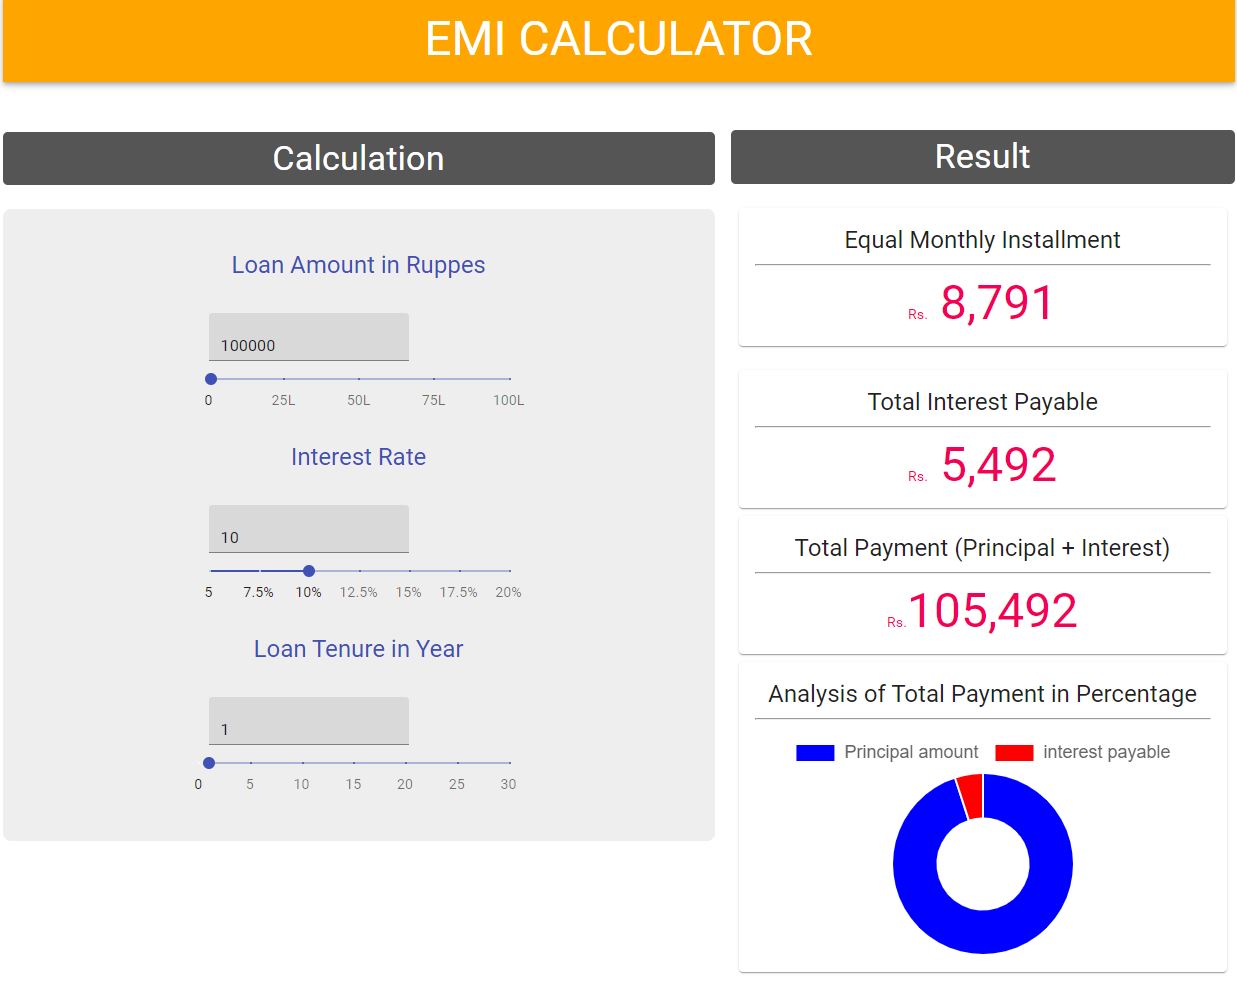 EMI CALCULATOR
Calculation
Loan Amount in Ruppes
100000
0 25L 50L 75L 100L
Interest Rate
10
5 7.5% 10% 12.5% 15% 17.5% 20%
Loan Tenure in Year
1
0 5 10 15 20 25 30
Result
Equal Monthly Installment
Rs. 8,791
Total Interest Payable
Rs. 5,492
Total Payment (Principal + Interest)
Rs.105,492
Analysis of Total Payment in Percentage
Principal amount interest payable